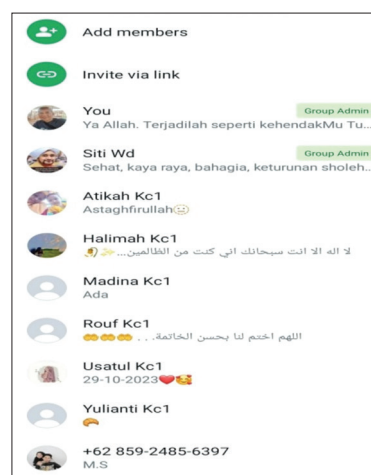 Add members
Invite via link
You
Group Admin
Ya Allah. Terjadilah seperti kehendakMu Tu...
Siti Wd
Group Admin
Sehat, kaya raya, bahagia, keturunan sholeh...
Atikah Kc1
Astaghfirullah🙂
Halimah Kc1
لا اله الا انت سبحانك اني كنت من الظالمين...✨🧚
Madina Kc1
Ada
Rouf Kc1
اللهم اختم لنا بحسن الخاتمة. . . 🤲🤲🤲
Usatul Kc1
29-10-2023❤️🥰
Yulianti Kc1
🥐
+62 859-2485-6397
M.S